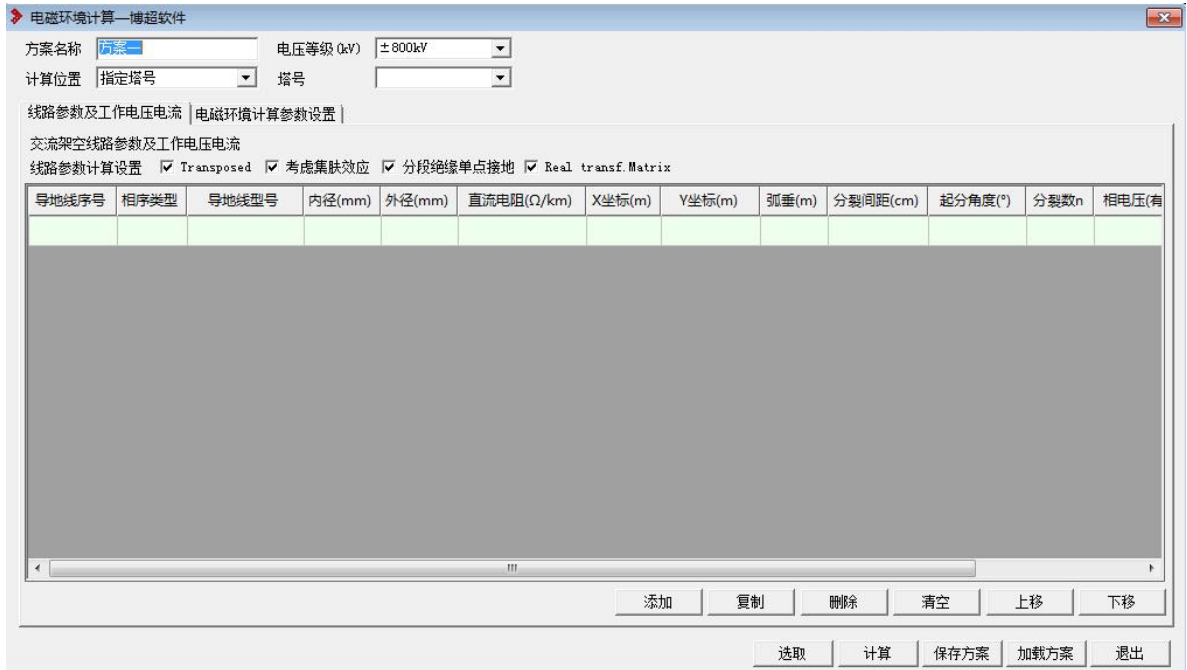 电磁环境计算—博超软件
方案名称 方案一 电压等级(kV) ±800kV
计算位置 指定塔号 塔号
线路参数及工作电压电流 电磁环境计算参数设置
交流架空线路参数及工作电压电流
线路参数计算设置 Transposed 考虑集肤效应 分段绝缘单点接地 Real transf.Matrix
导地线序号 相序类型 导地线型号 内径(mm) 外径(mm) 直流电阻(Ω/km) X坐标(m) Y坐标(m) 弧垂(m) 分裂间距(cm) 起分角度(°) 分裂数n 相电压(有
添加 复制 删除 清空 上移 下移
选取 计算 保存方案 加载方案 退出